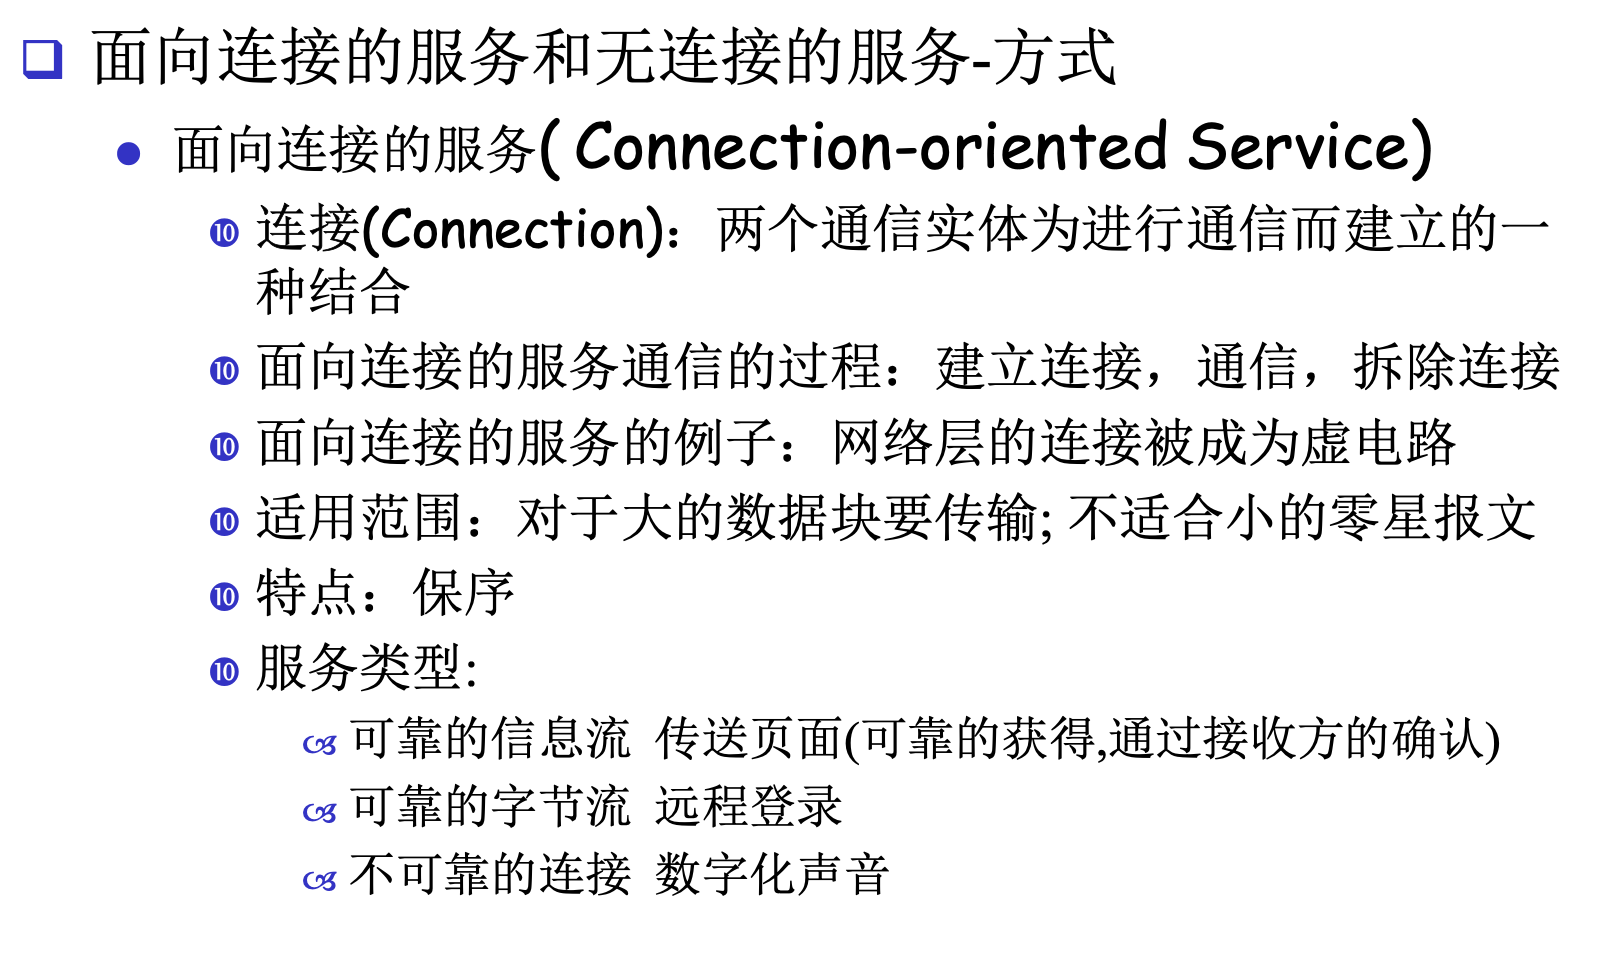 ❑ 面向连接的服务和无连接的服务-方式
● 面向连接的服务( Connection-oriented Service)
❿ 连接(Connection)：两个通信实体为进行通信而建立的一
种结合
❿ 面向连接的服务通信的过程：建立连接，通信，拆除连接
❿ 面向连接的服务的例子：网络层的连接被成为虚电路
❿ 适用范围：对于大的数据块要传输; 不适合小的零星报文
❿ 特点：保序
❿ 服务类型:
可靠的信息流 传送页面(可靠的获得,通过接收方的确认)
可靠的字节流 远程登录
不可靠的连接 数字化声音